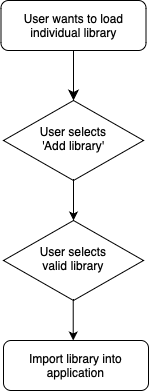 User wants to load
individual library
User selects
'Add library'
User selects
valid library
Import library into
application